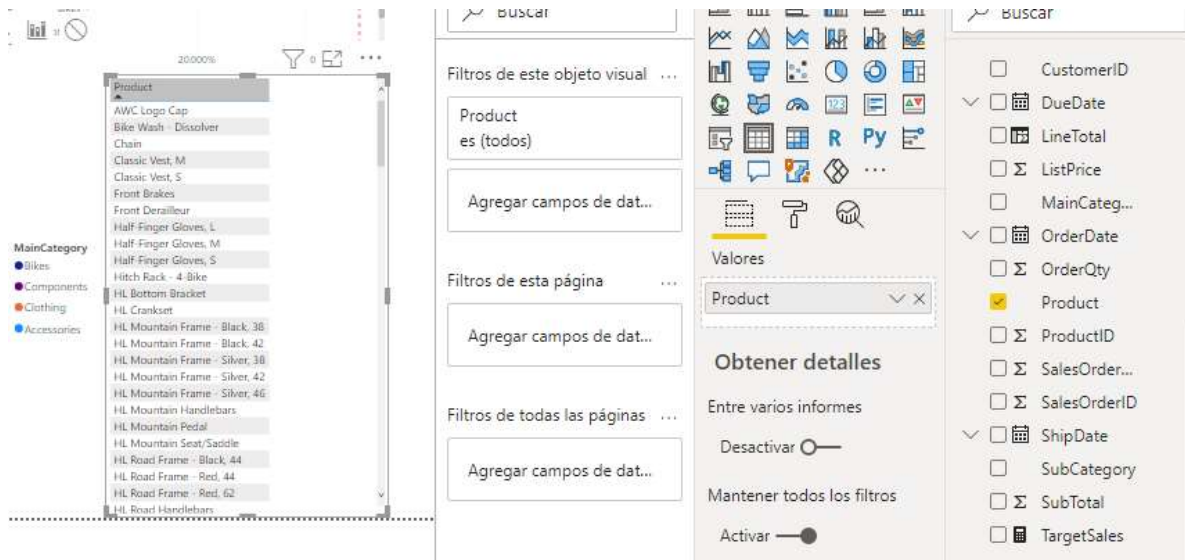 20.000%
Product
AWC Logo Cap
Bike Wash - Dissolver
Chain
Classic Vest, M
Classic Vest, S
Front Brakes
Front Derailleur
Half-Finger Gloves, L
Half-Finger Gloves, M
Half-Finger Gloves, S
Hitch Rack - 4-Bike
HL Bottom Bracket
HL Crankset
HL Mountain Frame - Black, 38
HL Mountain Frame - Black, 42
HL Mountain Frame - Silver, 38
HL Mountain Frame - Silver, 42
HL Mountain Frame - Silver, 46
HL Mountain Handlebars
HL Mountain Pedal
HL Mountain Seat/Saddle
HL Road Frame - Black, 44
HL Road Frame - Red, 44
HL Road Frame - Red, 62
HL Road Handlebars
MainCategory
Bikes
Components
Clothing
Accessories
Buscar
Filtros de este objeto visual ...
Product
es (todos)
Agregar campos de dat...
Filtros de esta página ...
Agregar campos de dat...
Filtros de todas las páginas ...
Agregar campos de dat...
123
R
Py
...
Valores
Product
Obtener detalles
Entre varios informes
Desactivar
Mantener todos los filtros
Activar
Buscar
CustomerID
DueDate
LineTotal
Σ ListPrice
MainCateg...
OrderDate
Σ OrderQty
Product
Σ ProductID
Σ SalesOrder...
Σ SalesOrderID
ShipDate
SubCategory
Σ SubTotal
TargetSales